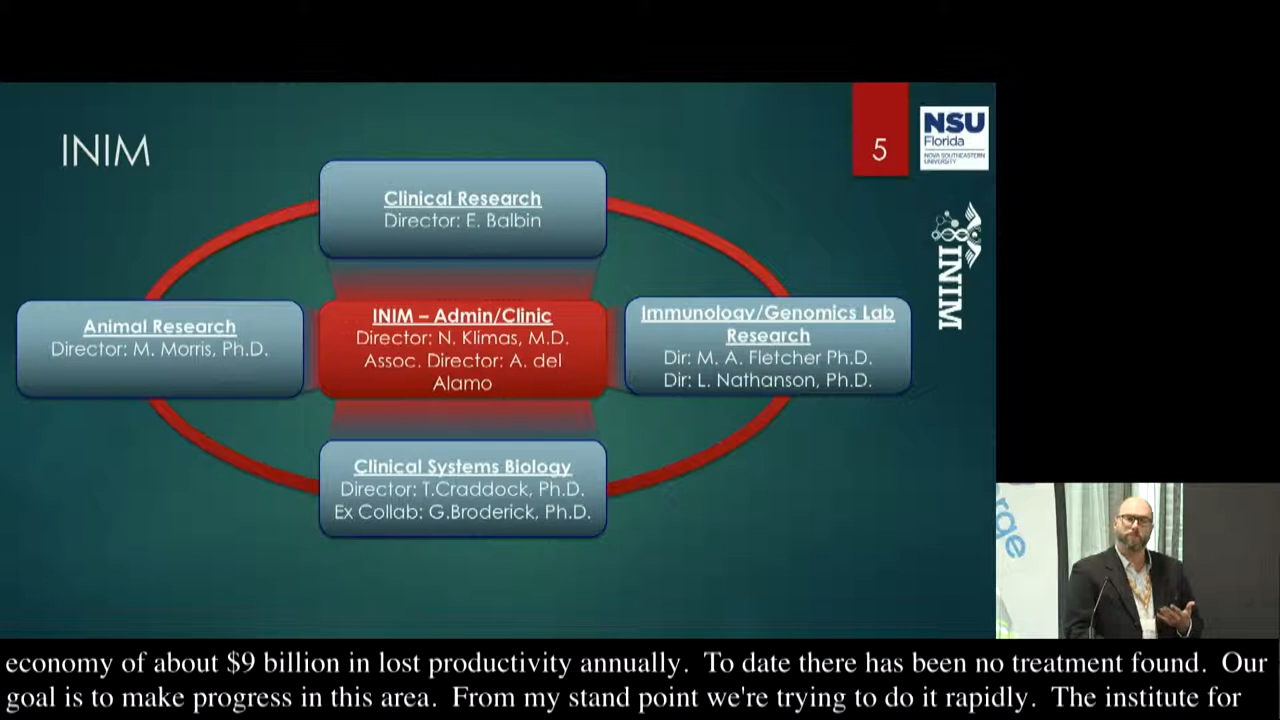 INIM
5
NSU
Florida
NOVA SOUTHEASTERN
UNIVERSITY
INIM
Clinical Research
Director: E. Balbin
Animal Research
Director: M. Morris, Ph.D.
INIM – Admin/Clinic
Director: N. Klimas, M.D.
Assoc. Director: A. del
Alamo
Immunology/Genomics Lab
Research
Dir: M. A. Fletcher Ph.D.
Dir: L. Nathanson, Ph.D.
Clinical Systems Biology
Director: T.Craddock, Ph.D.
Ex Collab: G.Broderick, Ph.D.
rge
economy of about $9 billion in lost productivity annually. To date there has been no treatment found. Our
goal is to make progress in this area. From my stand point we're trying to do it rapidly. The institute for